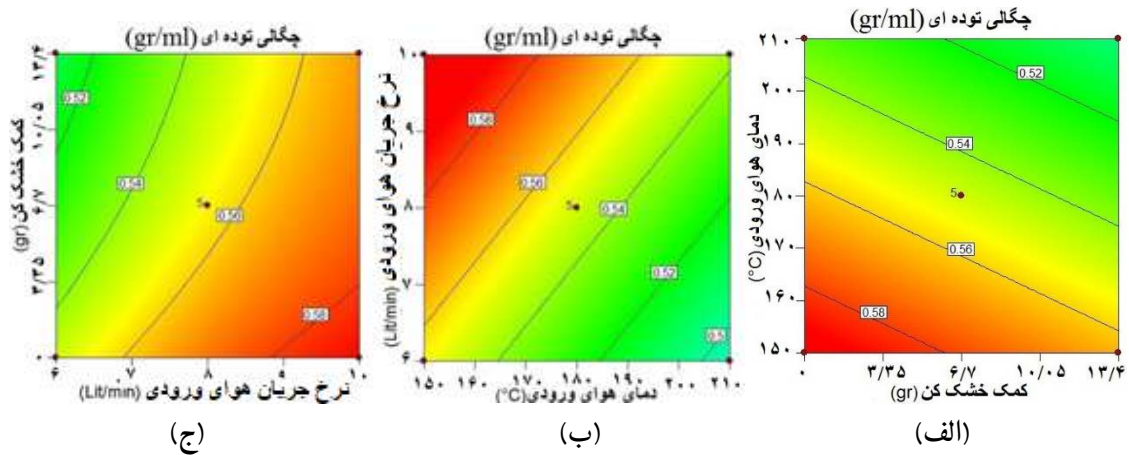 چگالی توده ای (gr/ml)
دمای هوای ورودی (°C)
۲۱۰
۲۰۰
۱۹۰
۱۸۰
۱۷۰
۱۶۰
۱۵۰
0.52
0.54
5
0.56
0.58
۰ ۳/۳۵ ۶/۷ ۱۰/۰۵ ۱۳/۴
کمک خشک کن (gr)
(الف)
چگالی توده ای (gr/ml)
نرخ جریان هوای ورودی (Lit/min)
۱۰
۹
۸
۷
۶
0.58
0.56
5
0.54
0.52
0.5
۱۵۰ ۱۶۰ ۱۷۰ ۱۸۰ ۱۹۰ ۲۰۰ ۲۱۰
دمای هوای ورودی(°C)
(ب)
چگالی توده ای (gr/ml)
کمک خشک کن (gr)
۱۳/۴
۱۰/۰۵
۶/۷
۳/۳۵
۰
0.52
0.54
5
0.56
0.58
۶ ۷ ۸ ۹ ۱۰
نرخ جریان هوای ورودی (Lit/min)
(ج)